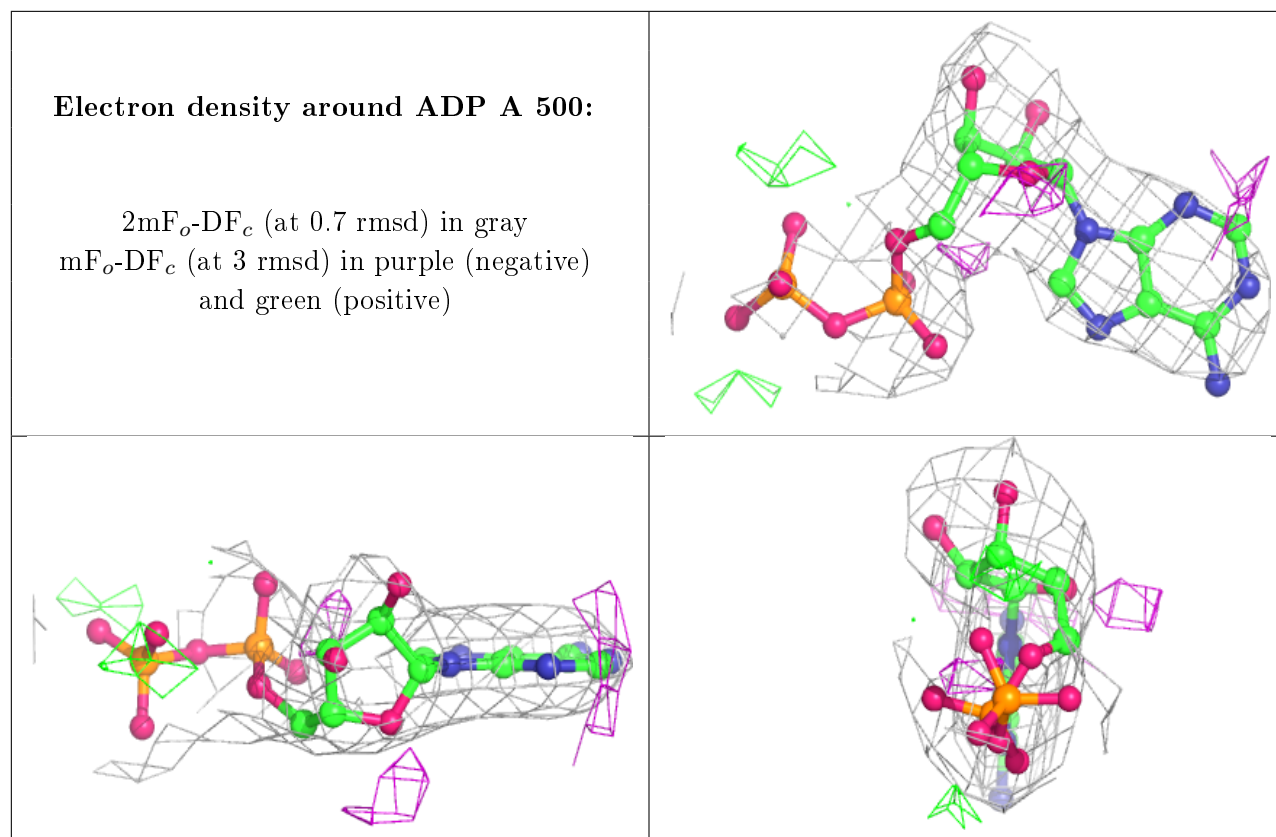 Electron density around ADP A 500:
2mFₒ-DF𝒸 (at 0.7 rmsd) in gray
mFₒ-DF𝒸 (at 3 rmsd) in purple (negative)
and green (positive)